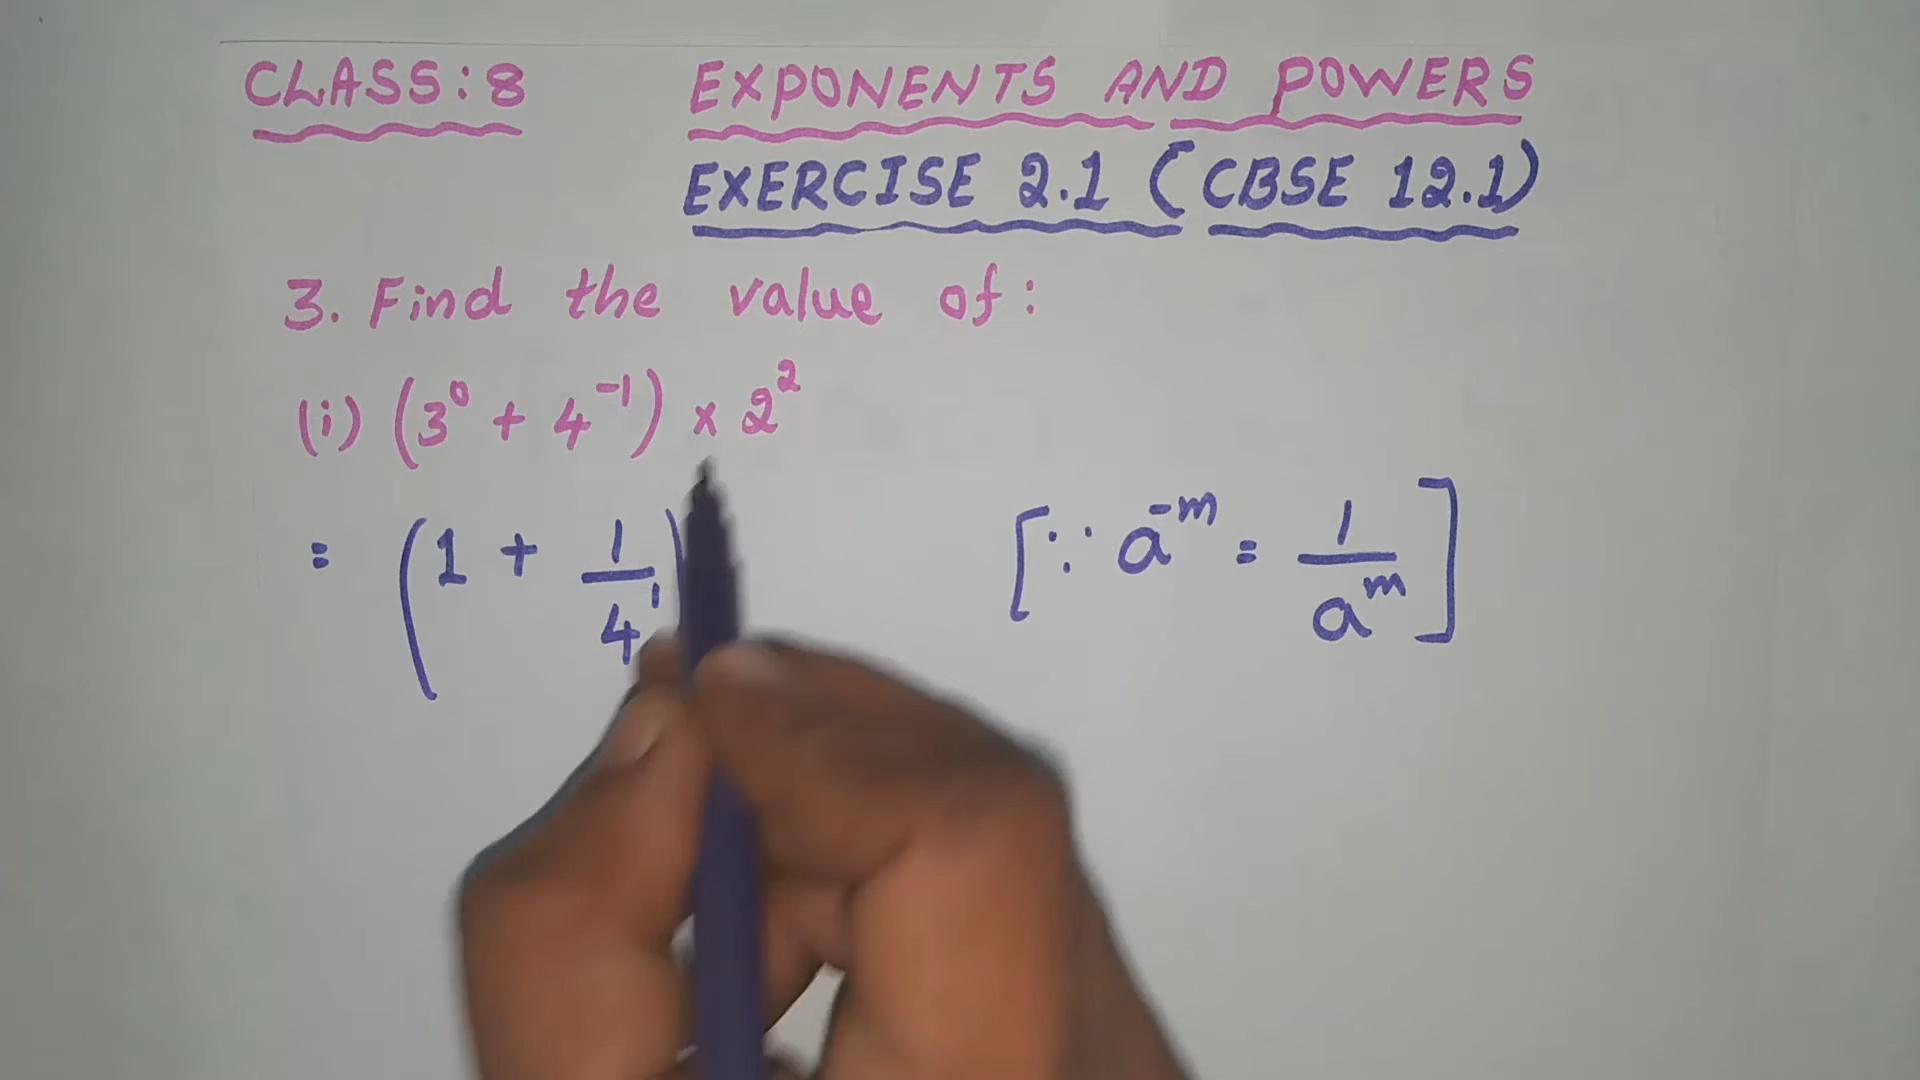 CLASS:8 EXPONENTS AND POWERS
EXERCISE 2.1 (CBSE 12.1)
3. Find the value of:
(i) (3⁰ + 4⁻¹) × 2²
= (1 + 1/4¹) [∵ a⁻ᵐ = 1/aᵐ]